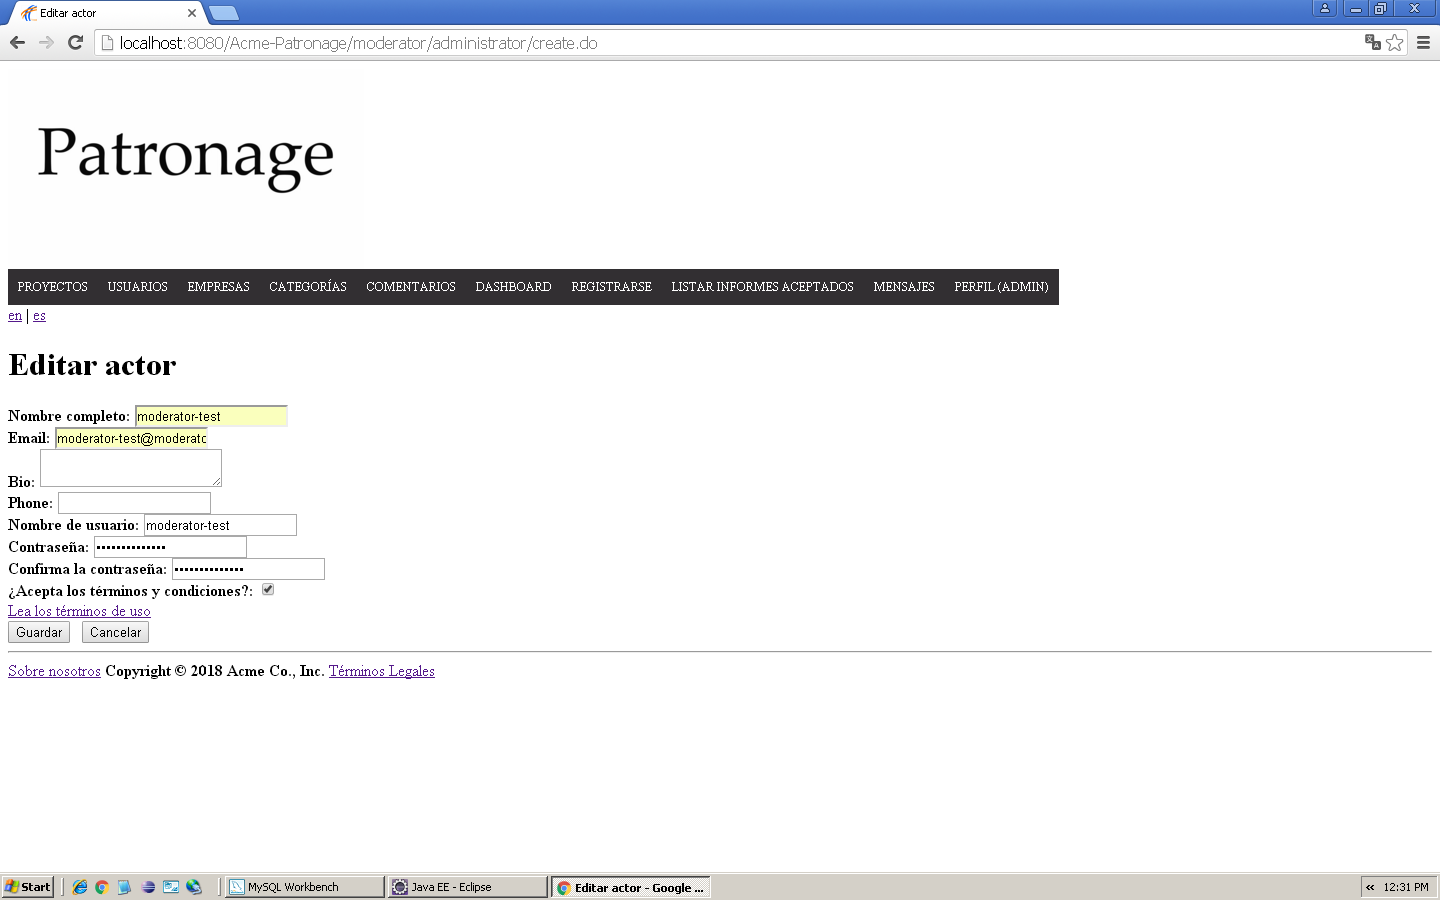 Editar actor
localhost:8080/Acme-Patronage/moderator/administrator/create.do
Patronage
PROYECTOS USUARIOS EMPRESAS CATEGORÍAS COMENTARIOS DASHBOARD REGISTRARSE LISTAR INFORMES ACEPTADOS MENSAJES PERFIL (ADMIN)
en | es
Editar actor
Nombre completo: moderator-test
Email: moderator-test@moderatc
Bio:
Phone:
Nombre de usuario: moderator-test
Contraseña: ••••••••••••••
Confirma la contraseña: ••••••••••••••
¿Acepta los términos y condiciones?:
Lea los términos de uso
Guardar Cancelar
Sobre nosotros Copyright © 2018 Acme Co., Inc. Términos Legales
Start MySQL Workbench Java EE - Eclipse Editar actor - Google ... « 12:31 PM